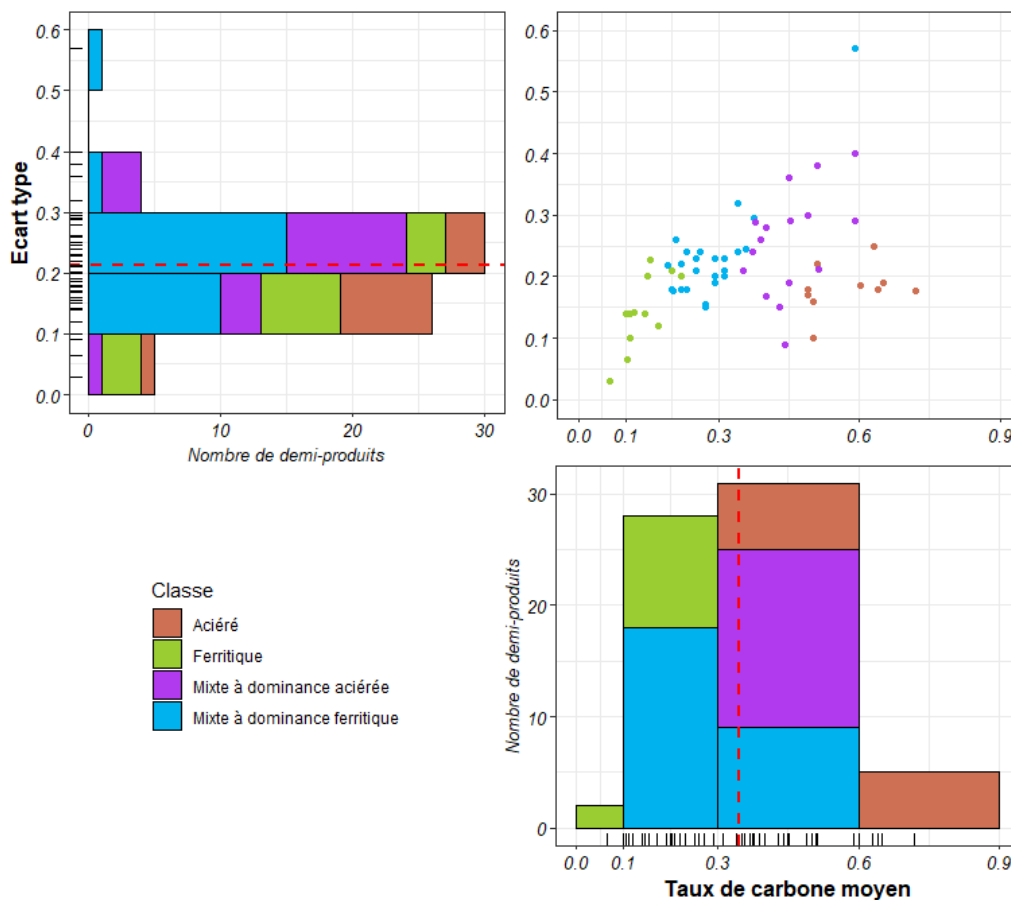 0.6
0.5
0.4
0.3
0.2
0.1
0.0
Ecart type
0 10 20 30
Nombre de demi-produits
0.6
0.5
0.4
0.3
0.2
0.1
0.0
0.0 0.1 0.3 0.6 0.9
Classe
Aciéré
Ferritique
Mixte à dominance aciérée
Mixte à dominance ferritique
30
20
10
0
Nombre de demi-produits
0.0 0.1 0.3 0.6 0.9
Taux de carbone moyen